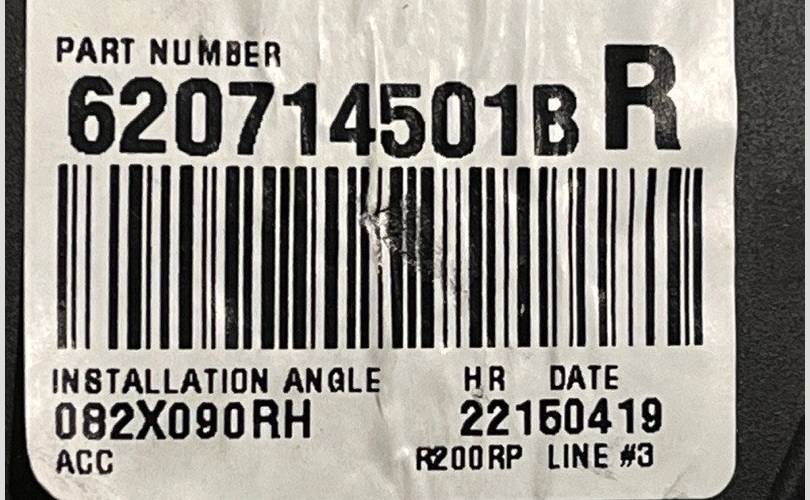 PART NUMBER
620714501B R
INSTALLATION ANGLE HR DATE
082X090RH 22150419
ACC R200RP LINE #3